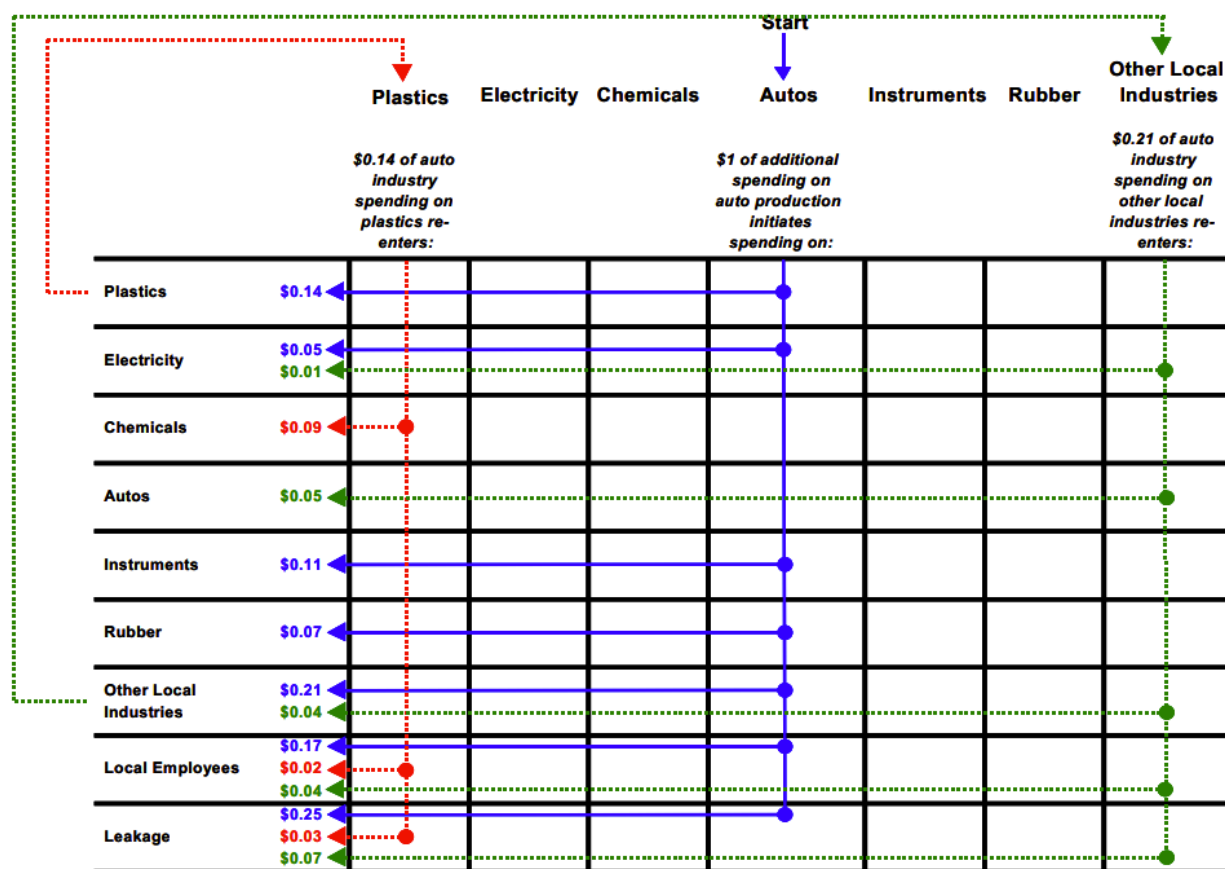 Start
Plastics
Electricity
Chemicals
Autos
Instruments
Rubber
Other Local
Industries
$0.14 of auto
industry
spending on
plastics re-
enters:
$1 of additional
spending on
auto production
initiates
spending on:
$0.21 of auto
industry
spending on
other local
industries re-
enters:
Plastics $0.14
Electricity $0.05
$0.01
Chemicals $0.09
Autos $0.05
Instruments $0.11
Rubber $0.07
Other Local $0.21
Industries $0.04
$0.17
Local Employees $0.02
$0.04
$0.25
Leakage $0.03
$0.07